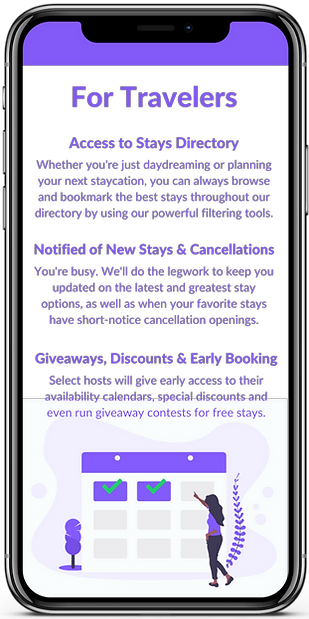 For Travelers
Access to Stays Directory
Whether you're just daydreaming or planning
your next staycation, you can always browse
and bookmark the best stays throughout our
directory by using our powerful filtering tools.
Notified of New Stays & Cancellations
You're busy. We'll do the legwork to keep you
updated on the latest and greatest stay
options, as well as when your favorite stays
have short-notice cancellation openings.
Giveaways, Discounts & Early Booking
Select hosts will give early access to their
availability calendars, special discounts and
even run giveaway contests for free stays.